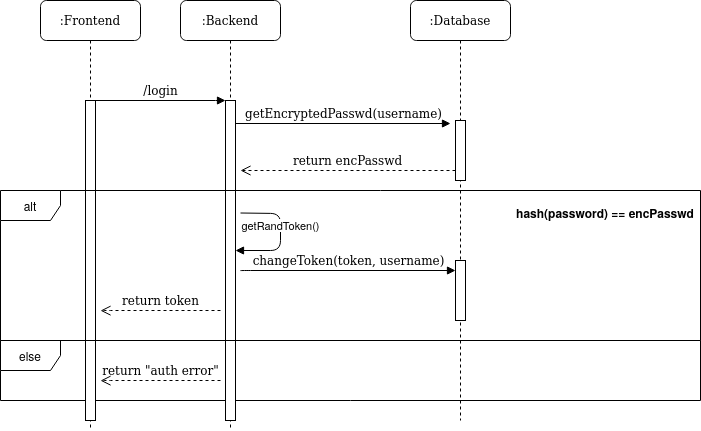 :Frontend
:Backend
:Database
/login
getEncryptedPasswd(username)
return encPasswd
alt
hash(password) == encPasswd
getRandToken()
changeToken(token, username)
return token
else
return "auth error"